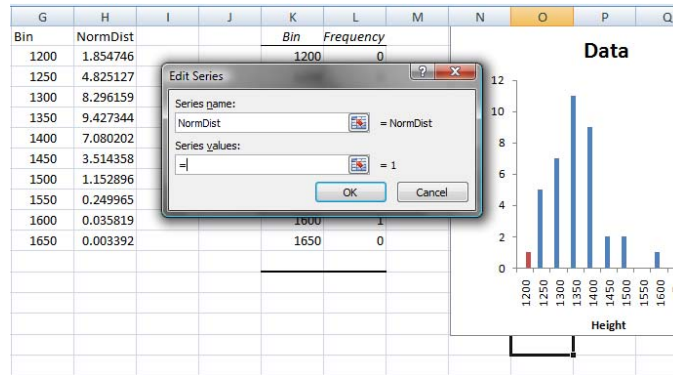 G H I J K L M N O P Q
Bin NormDist Bin Frequency
1200 1.854746 1200 0
1250 4.825127
1300 8.296159
1350 9.427344
1400 7.080202
1450 3.514358
1500 1.152896
1550 0.249965
1600 0.035819 1600 1
1650 0.003392 1650 0
Edit Series
Series name:
NormDist = NormDist
Series values:
= = 1
OK Cancel
Data
12
10
8
6
4
2
0
1200 1250 1300 1350 1400 1450 1500 1550 1600
Height